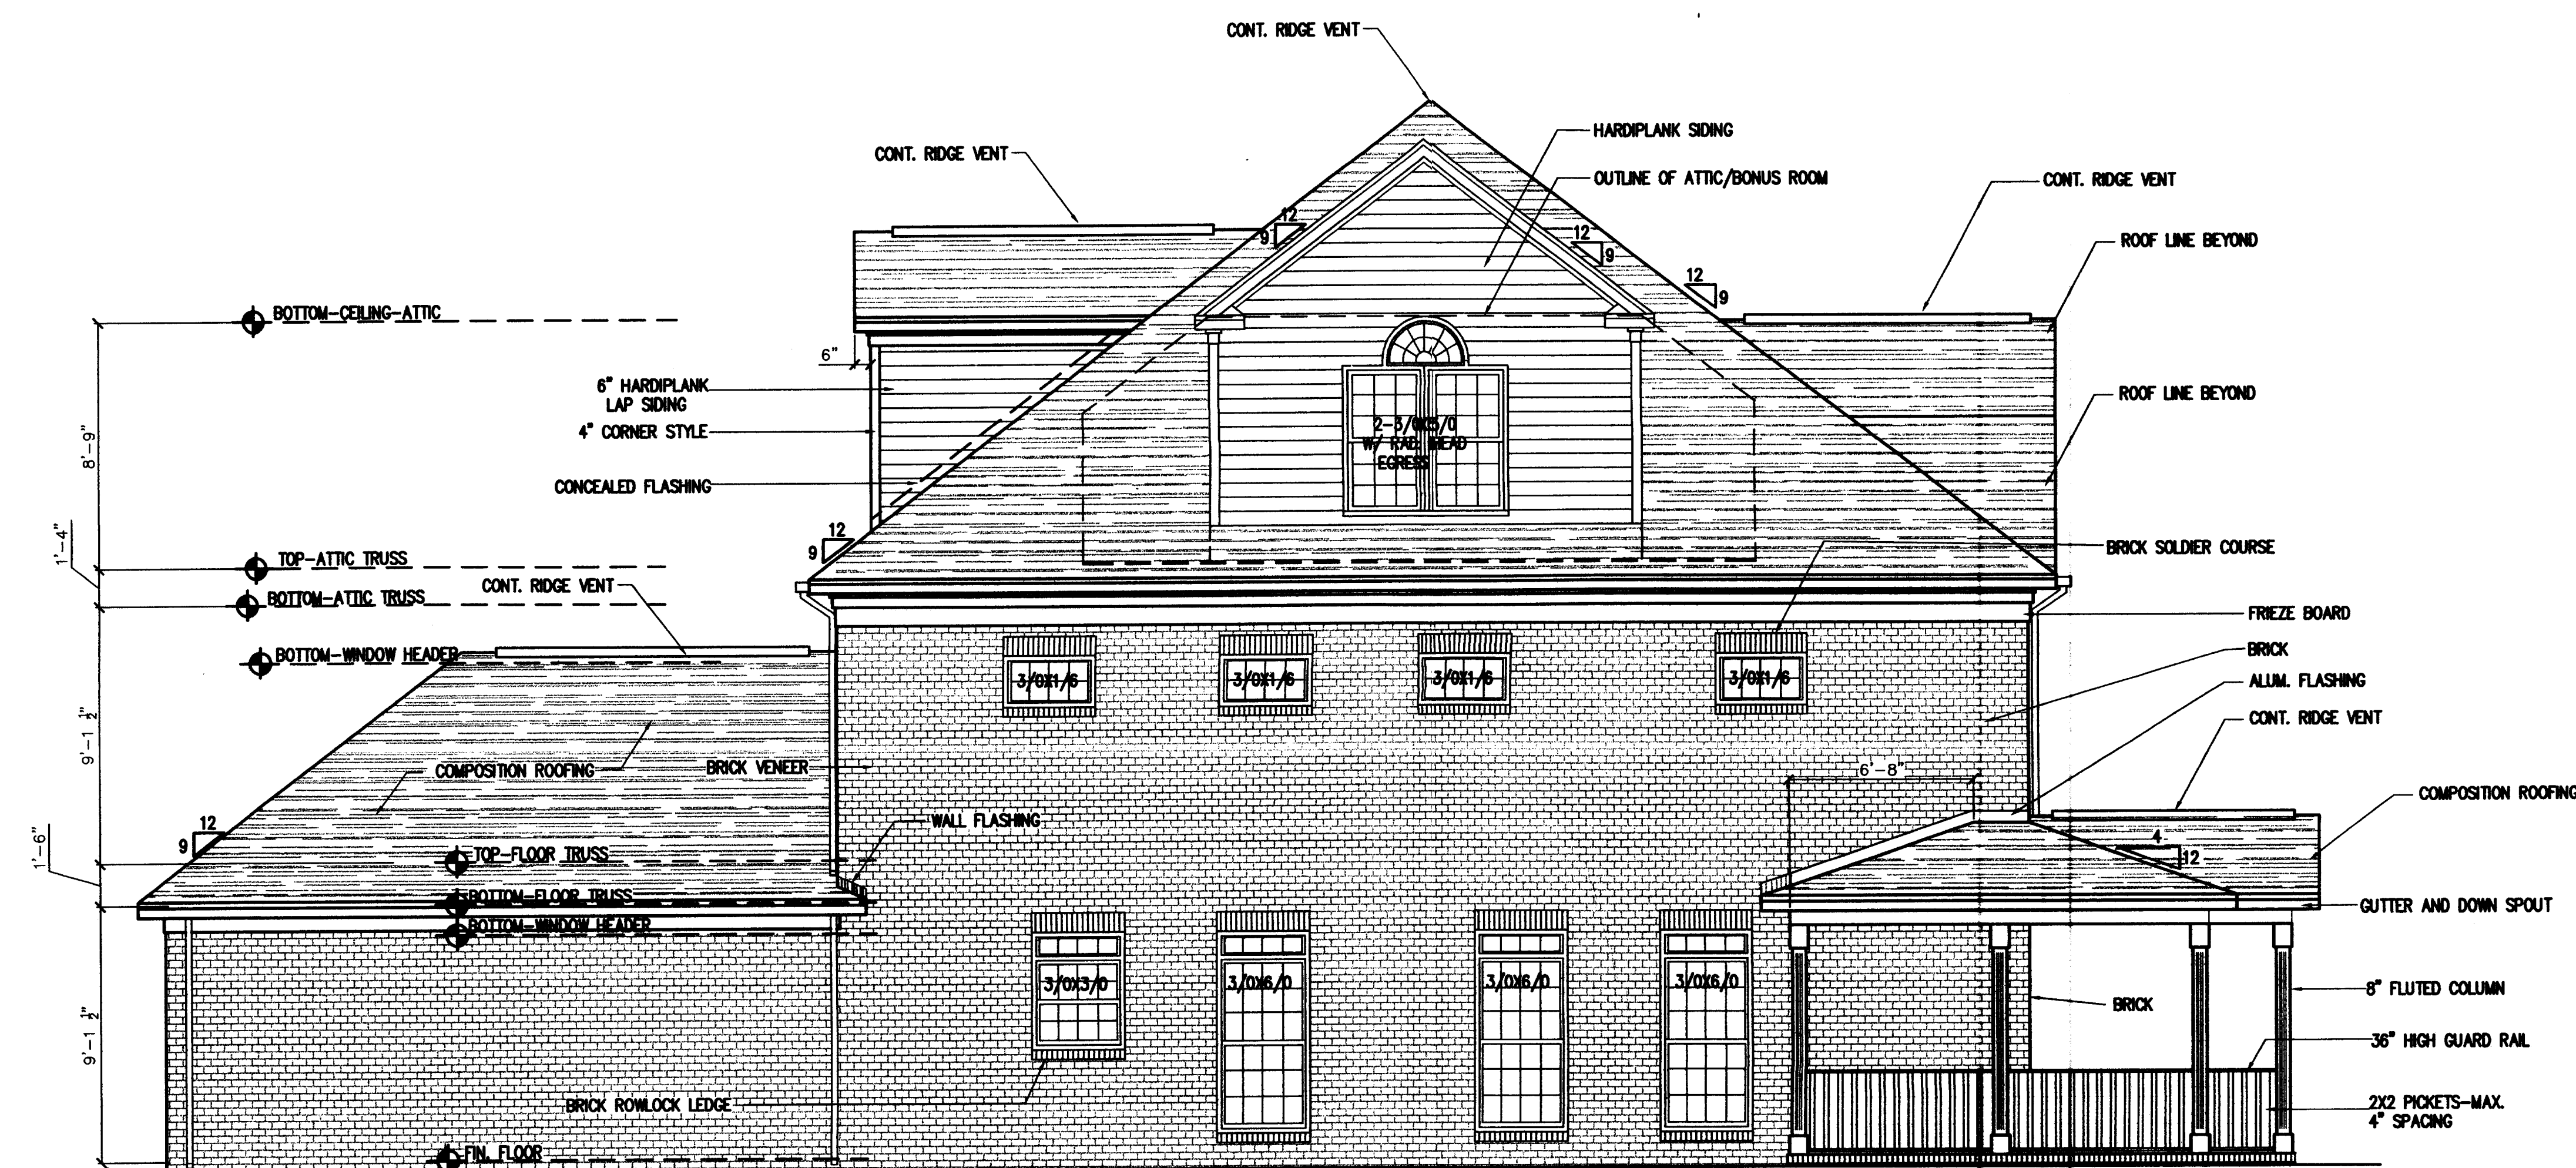 CONT. RIDGE VENT
HARDIPLANK SIDING
CONT. RIDGE VENT
OUTLINE OF ATTIC/BONUS ROOM
CONT. RIDGE VENT
12
9
12
9
ROOF LINE BEYOND
12
9
BOTTOM-CEILING-ATTIC
6"
6" HARDIPLANK
LAP SIDING
ROOF LINE BEYOND
4" CORNER STYLE
2-3/0X5/0
W/ RAD. HEAD
EGRESS
8'-9"
CONCEALED FLASHING
12
9
1'-4"
BRICK SOLDIER COURSE
TOP-ATTIC TRUSS
CONT. RIDGE VENT
BOTTOM-ATTIC TRUSS
FRIEZE BOARD
BOTTOM-WINDOW HEADER
BRICK
3/0X1/6
3/0X1/6
3/0X1/6
3/0X1/6
ALUM. FLASHING
CONT. RIDGE VENT
9'-1 1/2"
COMPOSITION ROOFING
BRICK VENEER
6'-8"
COMPOSITION ROOFING
12
9
WALL FLASHING
4
12
1'-6"
TOP-FLOOR TRUSS
BOTTOM-FLOOR TRUSS
GUTTER AND DOWN SPOUT
BOTTOM-WINDOW HEADER
3/0X3/0
3/0X6/0
3/0X6/0
3/0X6/0
8" FLUTED COLUMN
BRICK
9'-1 1/2"
36" HIGH GUARD RAIL
BRICK ROWLOCK LEDGE
2X2 PICKETS-MAX.
4" SPACING
FIN. FLOOR